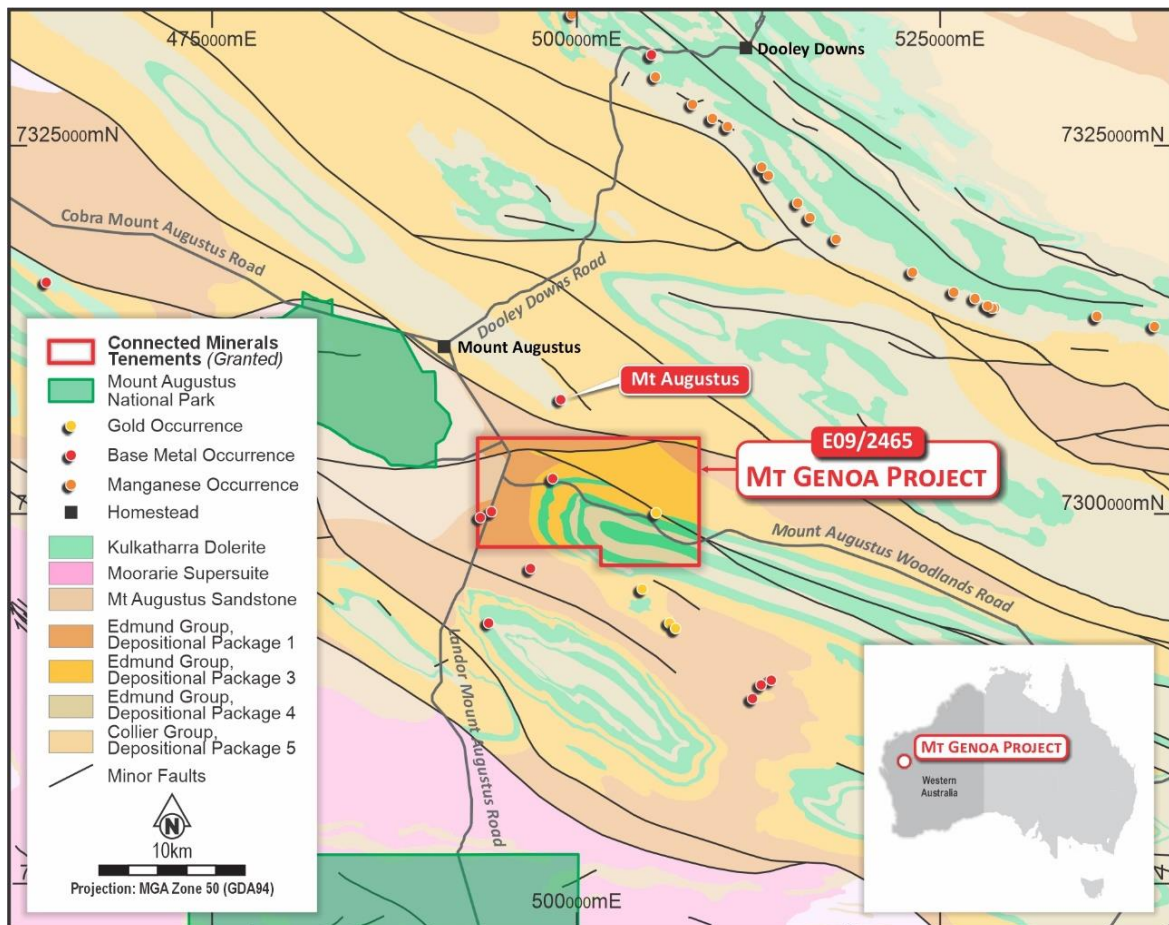 475000mE
500000mE
525000mE
Dooley Downs
7325000mN
7325000mN
Cobra Mount Augustus Road
Dooley Downs Road
Mount Augustus
Mt Augustus
E09/2465
Mt Genoa Project
7300000mN
Mount Augustus Woodlands Road
Landor Mount Augustus Road
Connected Minerals
Tenements (Granted)
Mount Augustus
National Park
Gold Occurrence
Base Metal Occurrence
Manganese Occurrence
Homestead
Kulkatharra Dolerite
Moorarie Supersuite
Mt Augustus Sandstone
Edmund Group,
Depositional Package 1
Edmund Group,
Depositional Package 3
Edmund Group,
Depositional Package 4
Collier Group,
Depositional Package 5
Minor Faults
N
10km
Projection: MGA Zone 50 (GDA94)
500000mE
Mt Genoa Project
Western
Australia